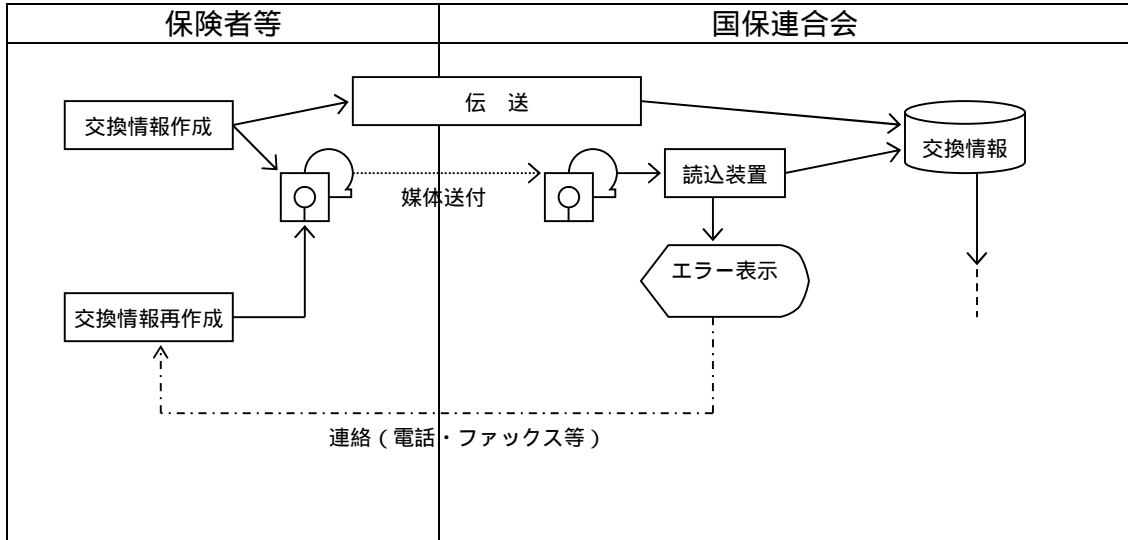 保険者等
国保連合会
伝　送
交換情報作成
交換情報
読込装置
媒体送付
エラー表示
交換情報再作成
連絡（電話・ファックス等）